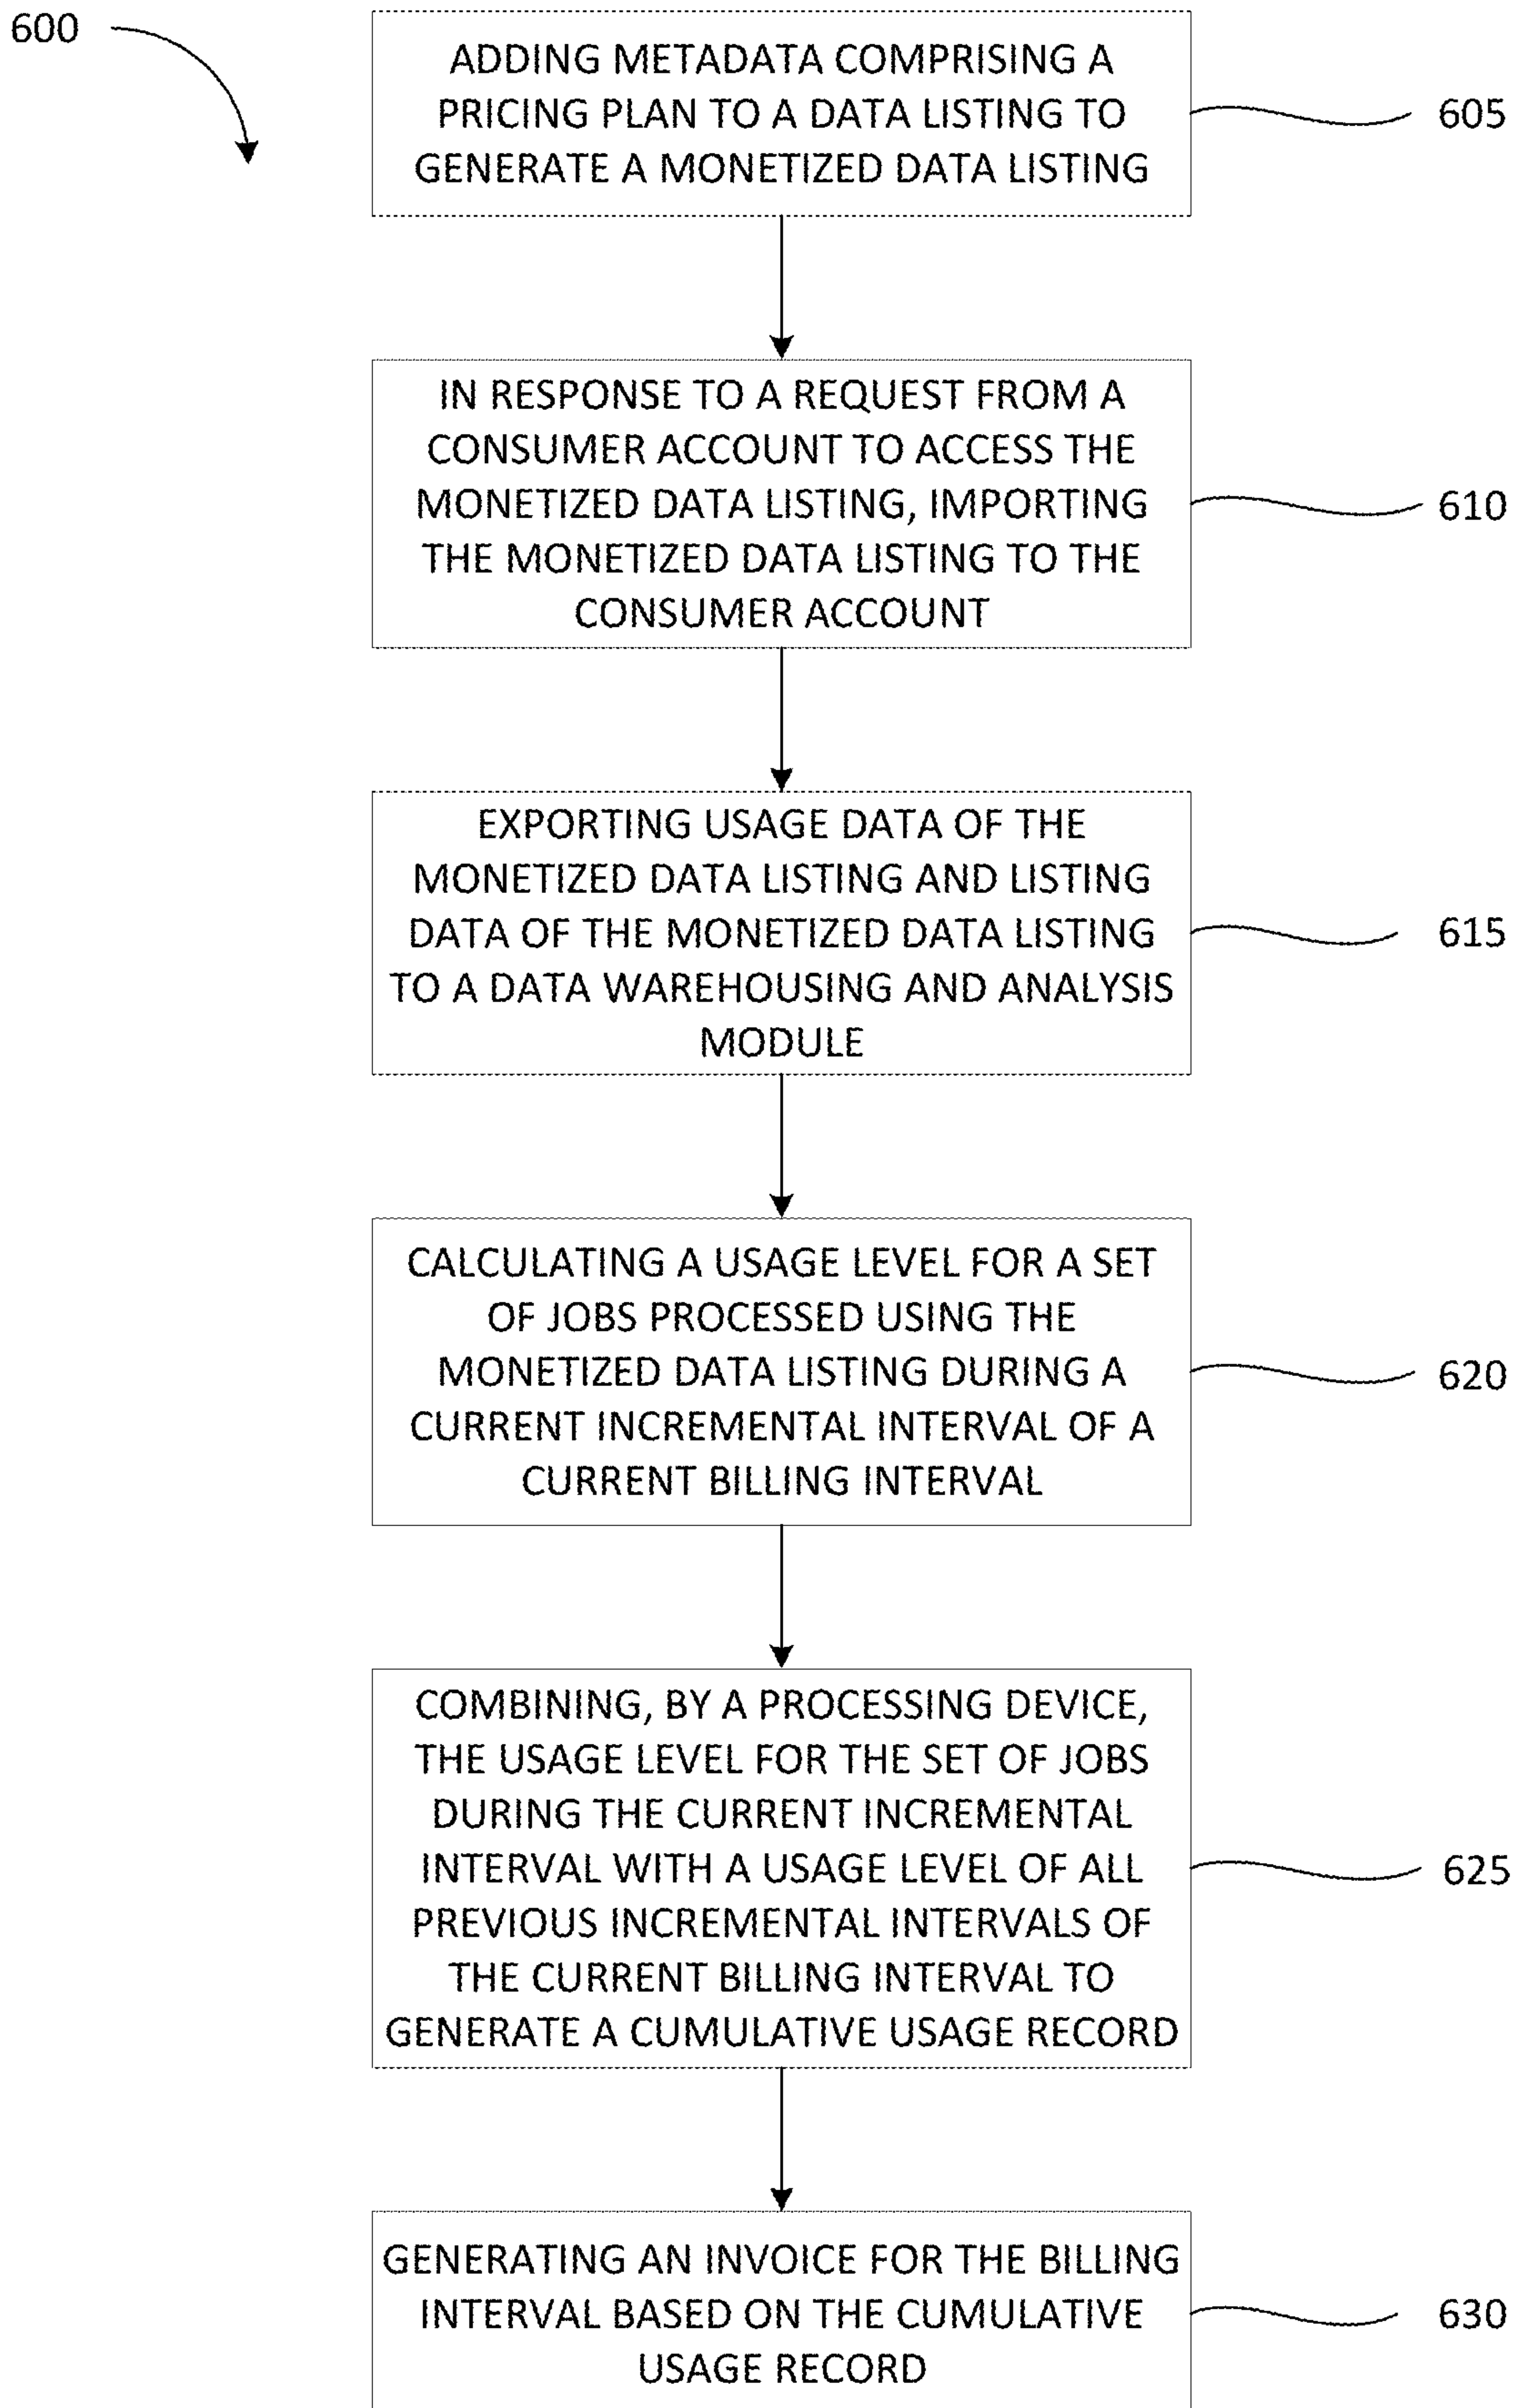 600
ADDING METADATA COMPRISING A
PRICING PLAN TO A DATA LISTING TO
GENERATE A MONETIZED DATA LISTING
605
IN RESPONSE TO A REQUEST FROM A
CONSUMER ACCOUNT TO ACCESS THE
MONETIZED DATA LISTING, IMPORTING
THE MONETIZED DATA LISTING TO THE
CONSUMER ACCOUNT
610
EXPORTING USAGE DATA OF THE
MONETIZED DATA LISTING AND LISTING
DATA OF THE MONETIZED DATA LISTING
TO A DATA WAREHOUSING AND ANALYSIS
MODULE
615
CALCULATING A USAGE LEVEL FOR A SET
OF JOBS PROCESSED USING THE
MONETIZED DATA LISTING DURING A
CURRENT INCREMENTAL INTERVAL OF A
CURRENT BILLING INTERVAL
620
COMBINING, BY A PROCESSING DEVICE,
THE USAGE LEVEL FOR THE SET OF JOBS
DURING THE CURRENT INCREMENTAL
INTERVAL WITH A USAGE LEVEL OF ALL
PREVIOUS INCREMENTAL INTERVALS OF
THE CURRENT BILLING INTERVAL TO
GENERATE A CUMULATIVE USAGE RECORD
625
GENERATING AN INVOICE FOR THE BILLING
INTERVAL BASED ON THE CUMULATIVE
USAGE RECORD
630